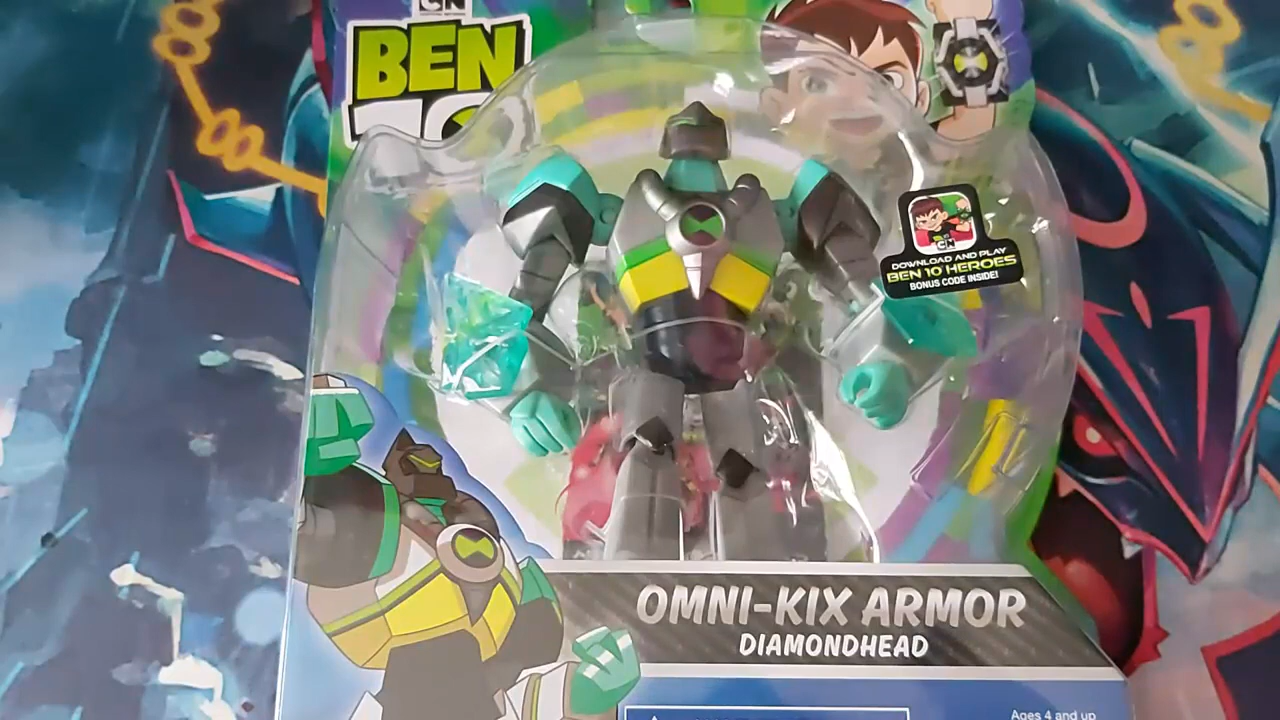 CN
BEN
10
CN
DOWNLOAD AND PLAY
BEN 10 HEROES
BONUS CODE INSIDE!
OMNI-KIX ARMOR
DIAMONDHEAD
Ages 4 and up